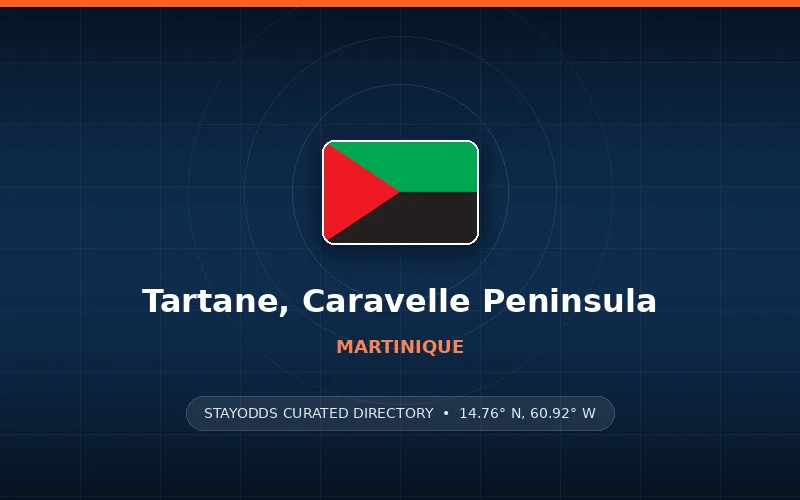 Tartane, Caravelle Peninsula
MARTINIQUE
STAYODDS CURATED DIRECTORY • 14.76° N, 60.92° W